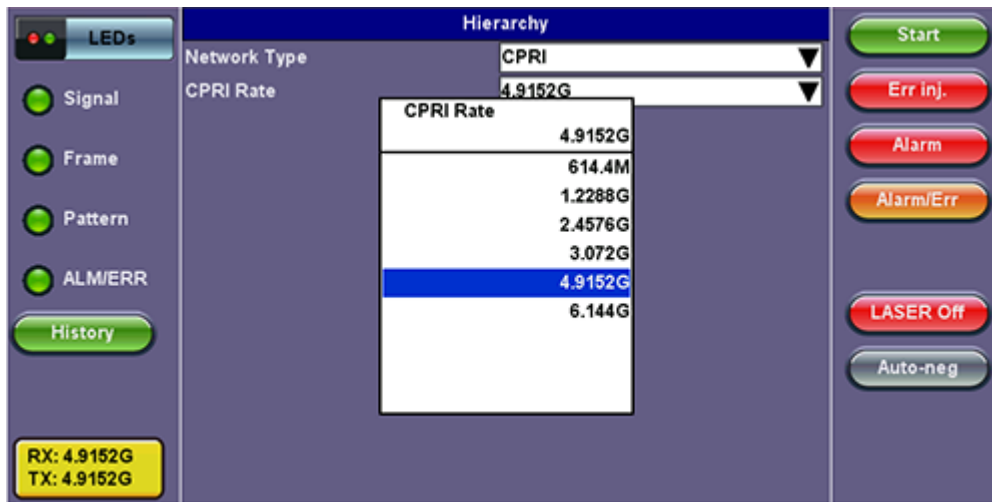 LEDs
Signal
Frame
Pattern
ALM/ERR
History
RX: 4.9152G
TX: 4.9152G
Hierarchy
Network Type CPRI
CPRI Rate 4.9152G
CPRI Rate
4.9152G
614.4M
1.2288G
2.4576G
3.072G
4.9152G
6.144G
Start
Err inj.
Alarm
Alarm/Err
LASER Off
Auto-neg